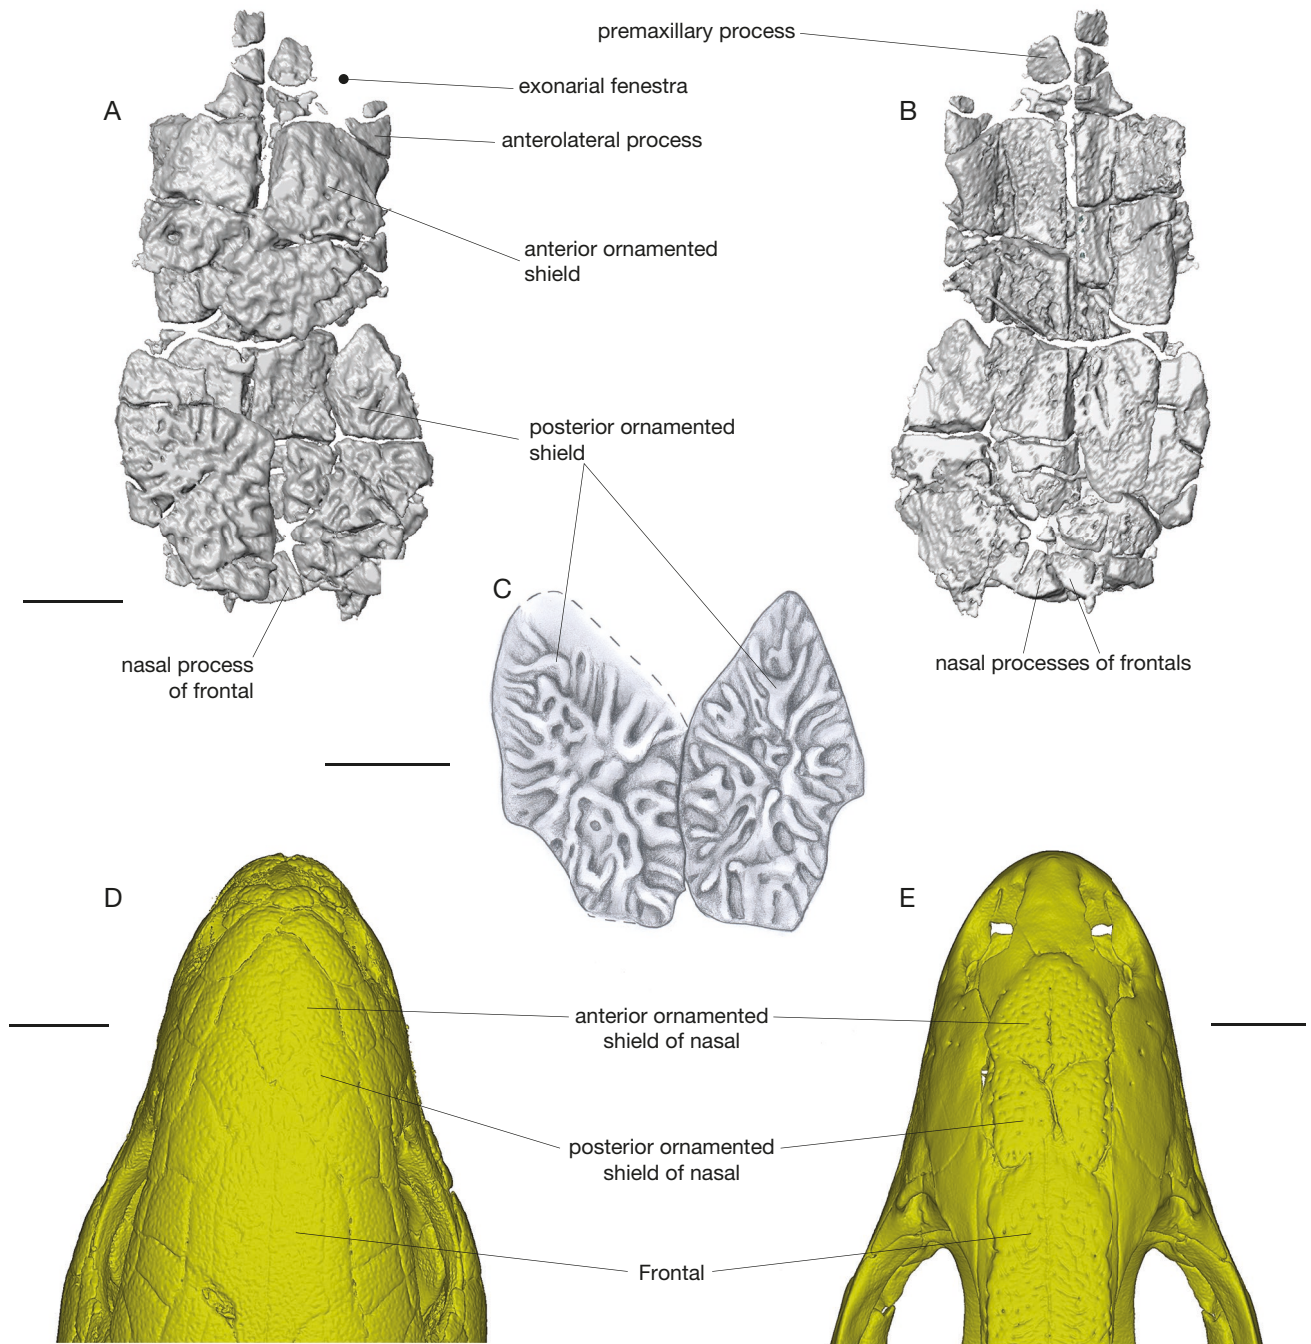 premaxillary process
exonarial fenestra
A
B
anterolateral process
anterior ornamented
shield
posterior ornamented
shield
C
nasal process
of frontal
nasal processes of frontals
D
E
anterior ornamented
shield of nasal
posterior ornamented
shield of nasal
Frontal